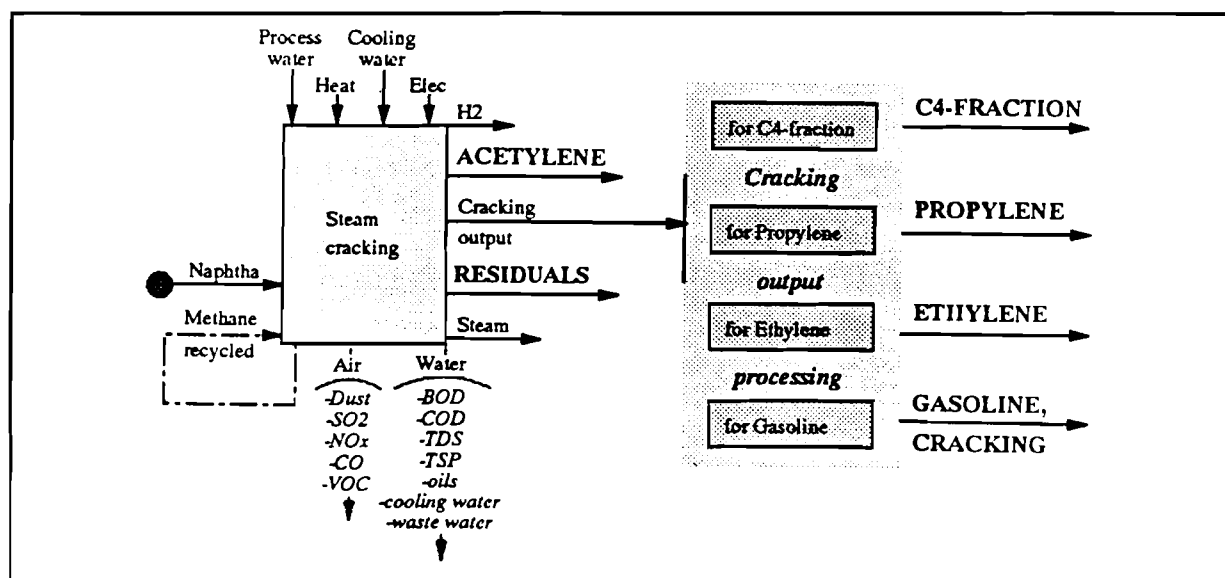 Process
water
Cooling
water
Heat
Elec
H2
ACETYLENE
Steam
cracking
Cracking
output
Naphtha
RESIDUALS
Methane
recycled
Steam
Air
-Dust
-SO2
-NOx
-CO
-VOC
Water
-BOD
-COD
-TDS
-TSP
-oils
-cooling water
-waste water
for C4-fraction
C4-FRACTION
Cracking
for Propylene
PROPYLENE
output
for Ethylene
ETHYLENE
processing
for Gasoline
GASOLINE,
CRACKING